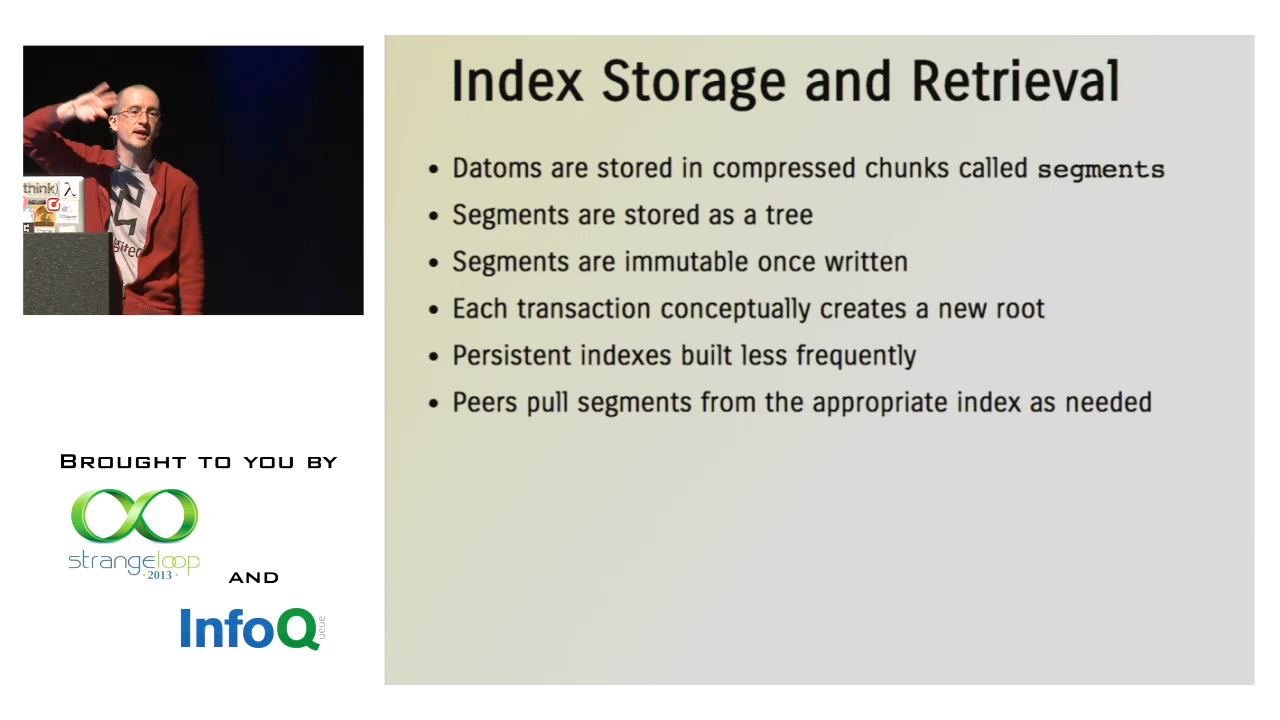 Index Storage and Retrieval
• Datoms are stored in compressed chunks called segments
• Segments are stored as a tree
• Segments are immutable once written
• Each transaction conceptually creates a new root
• Persistent indexes built less frequently
• Peers pull segments from the appropriate index as needed
think)
λ
BROUGHT TO YOU BY
strangeloop
·2013·
AND
InfoQ
ueue